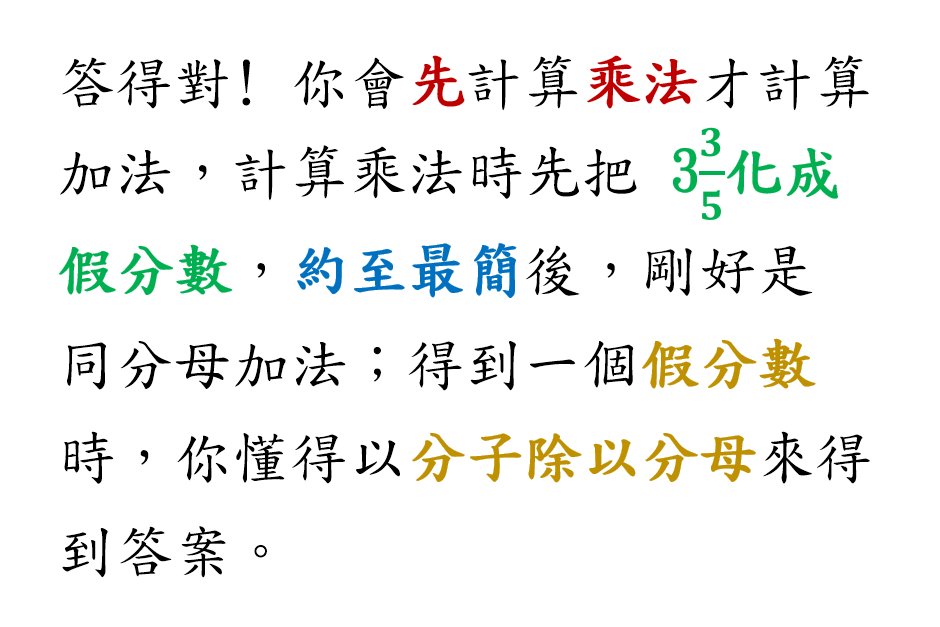 答得對！你會先計算乘法才計算
加法，計算乘法時先把 3 3/5 化成
假分數，約至最簡後，剛好是
同分母加法；得到一個假分數
時，你懂得以分子除以分母來得
到答案。